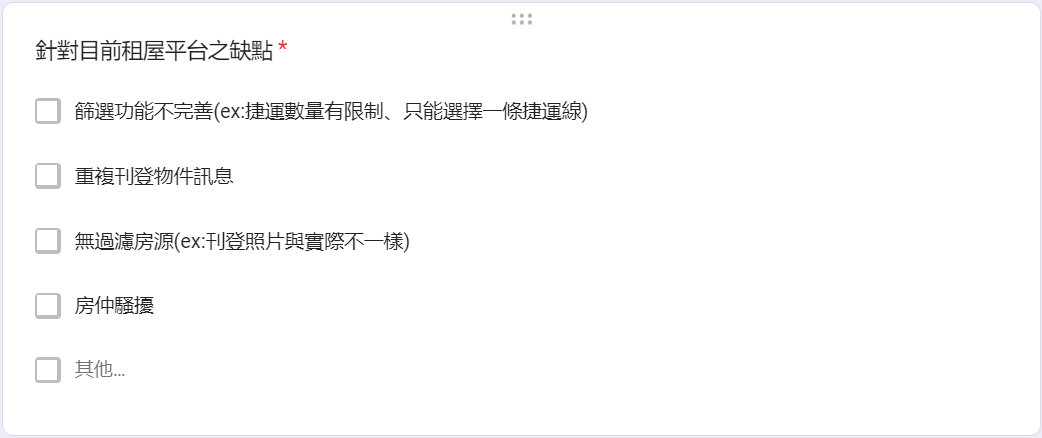 針對目前租屋平台之缺點 *
篩選功能不完善(ex:捷運數量有限制、只能選擇一條捷運線)
重複刊登物件訊息
無過濾房源(ex:刊登照片與實際不一樣)
房仲騷擾
其他...